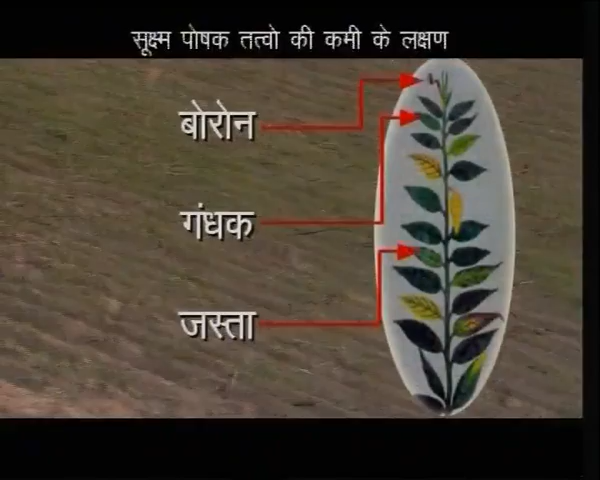 सूक्ष्म पोषक तत्वो की कमी के लक्षण
बोरोन
गंधक
जस्ता